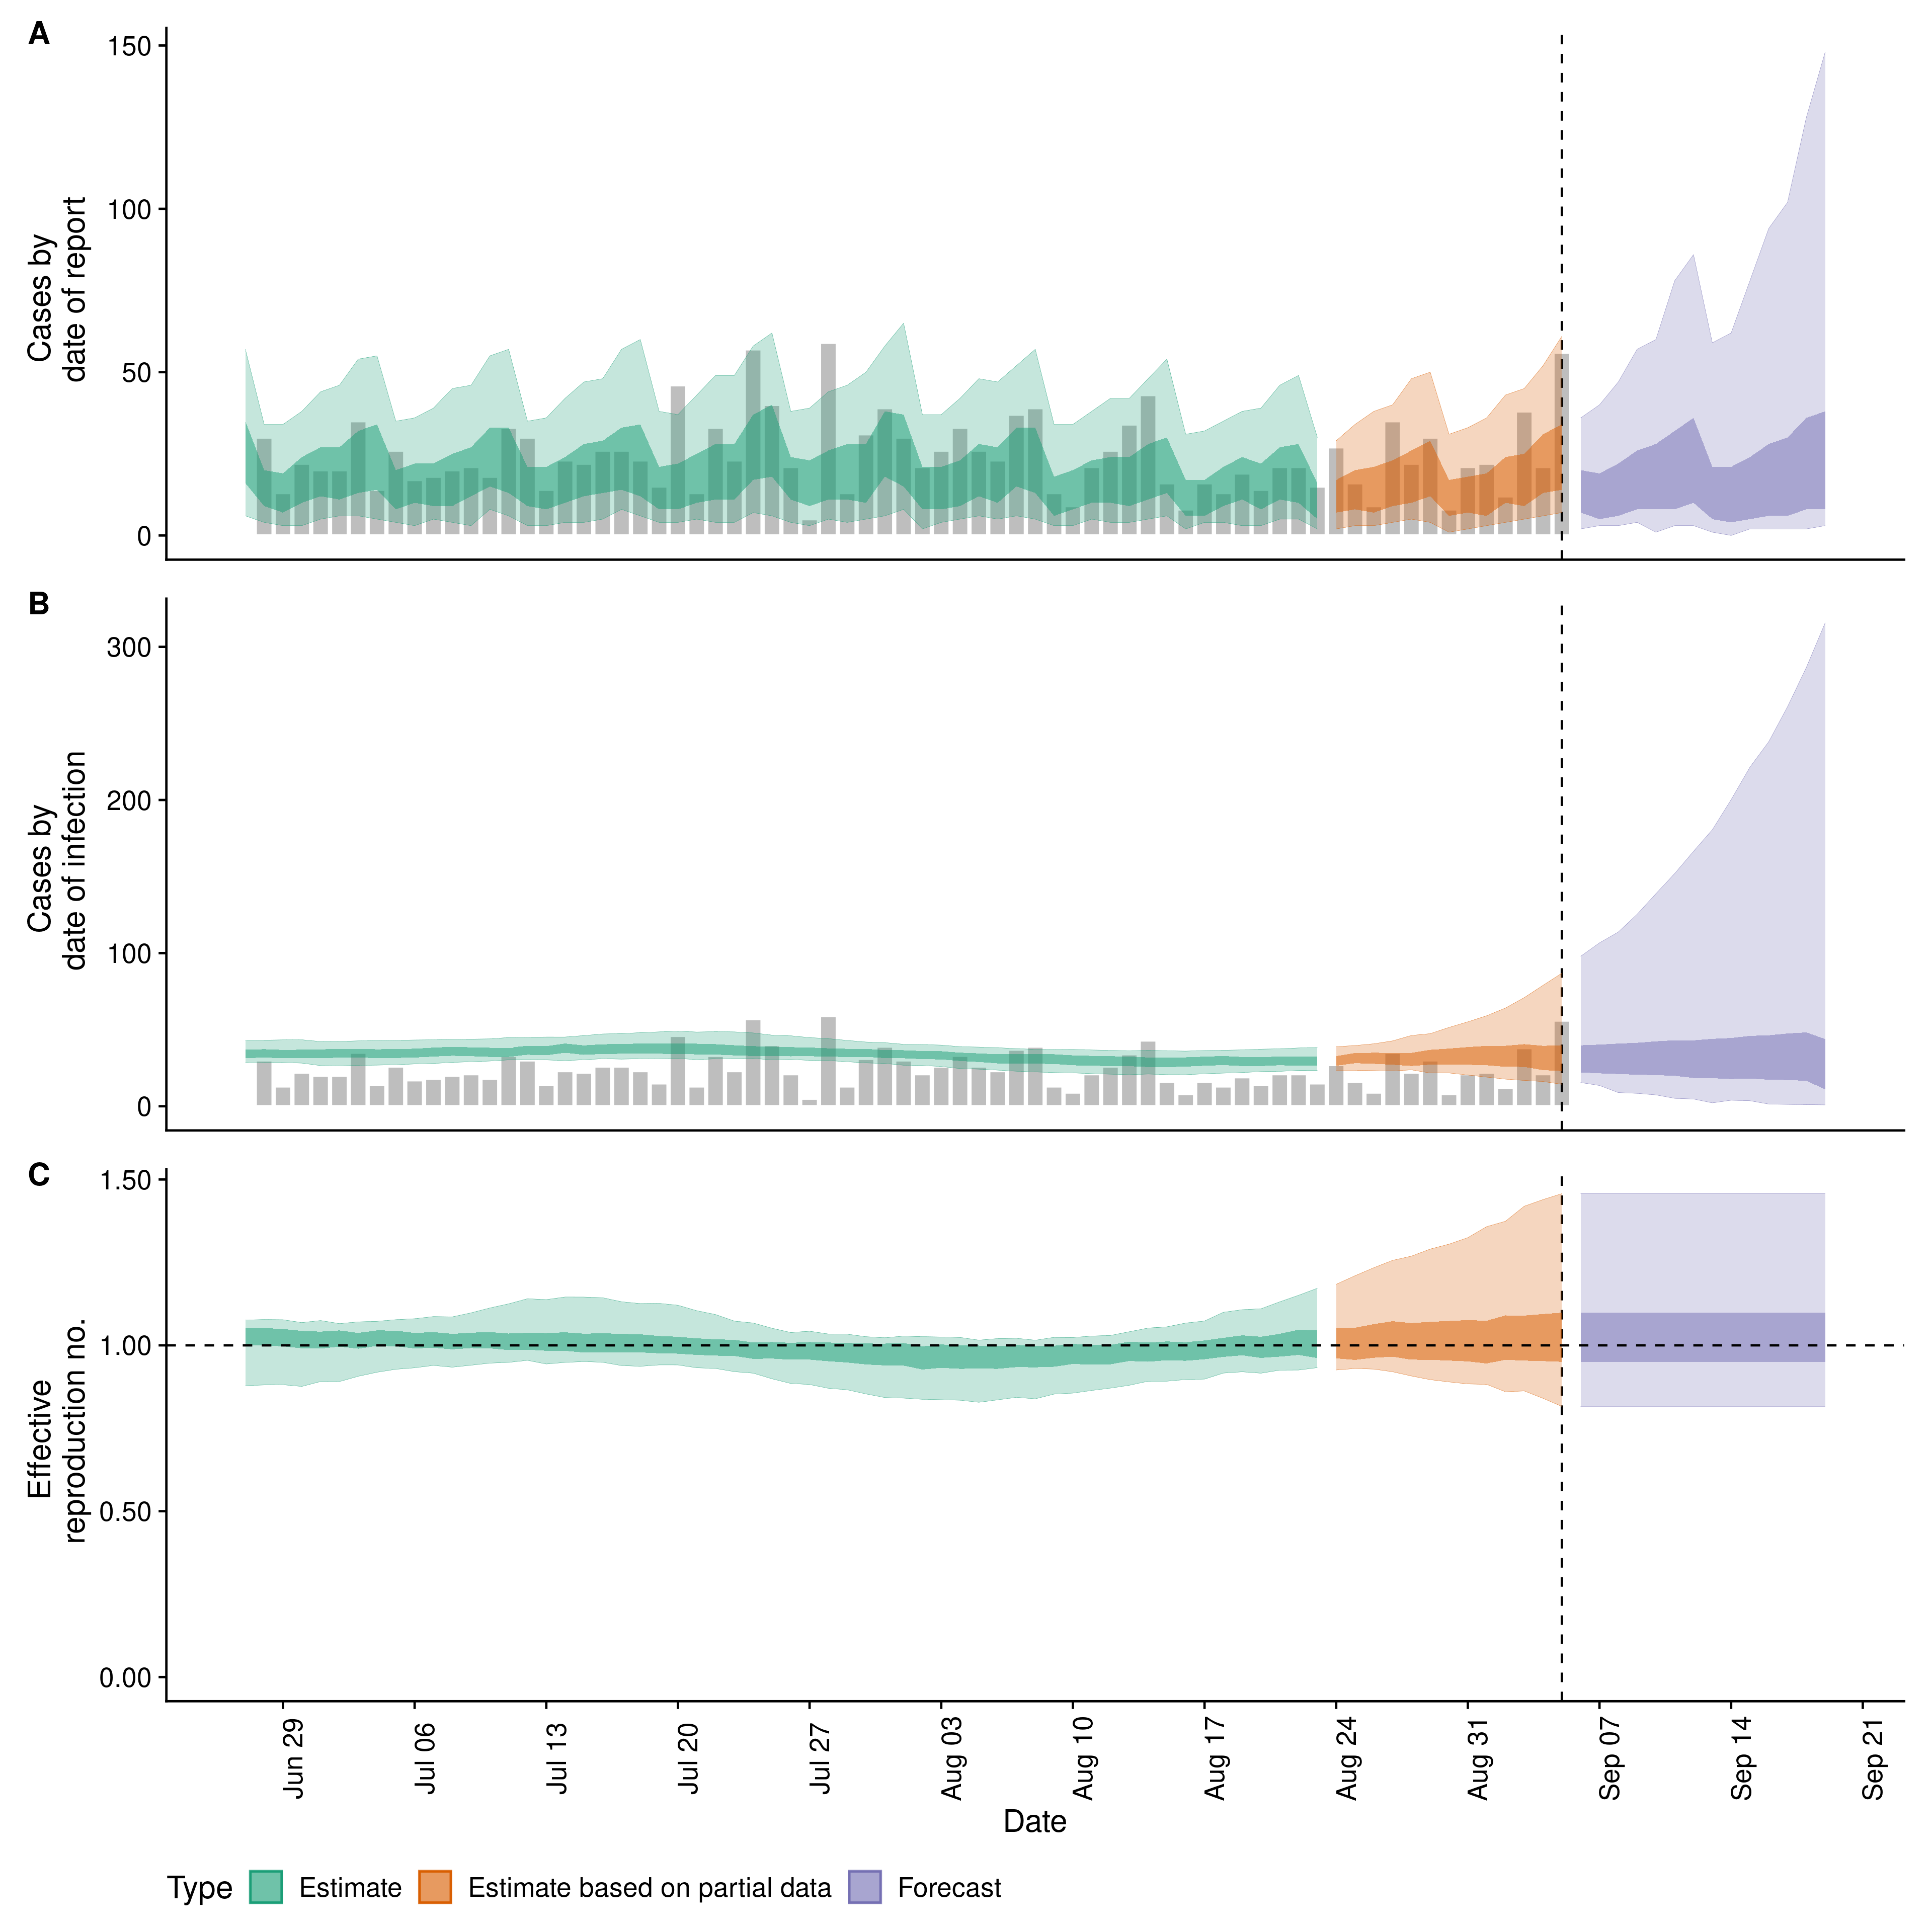 A
150
100
50
0
Cases by
date of report
B
300
200
100
0
Cases by
date of infection
C
1.50
1.00
0.50
0.00
Effective
reproduction no.
Jun 29
Jul 06
Jul 13
Jul 20
Jul 27
Aug 03
Aug 10
Aug 17
Aug 24
Aug 31
Sep 07
Sep 14
Sep 21
Date
Type Estimate Estimate based on partial data Forecast